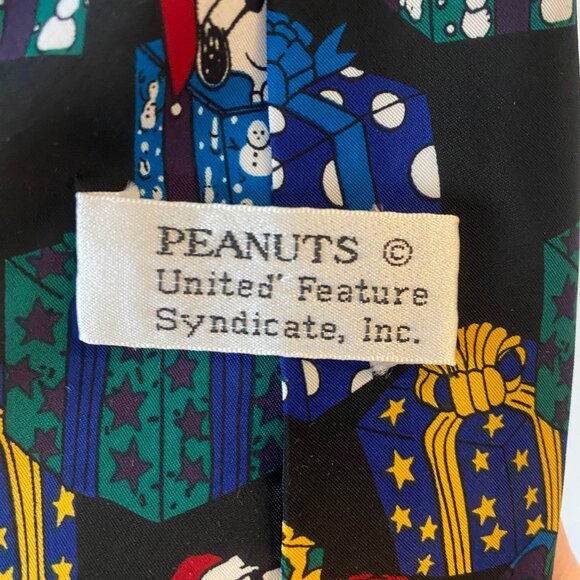 PEANUTS ©
United' Feature
Syndicate, Inc.